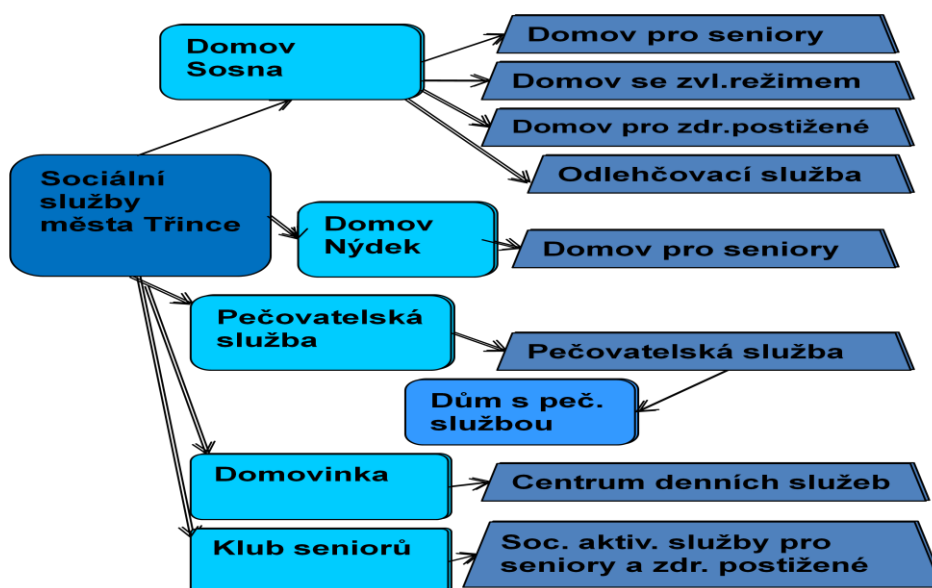 Domov
Sosna
Domov pro seniory
Domov se zvl.režimem
Domov pro zdr.postižené
Odlehčovací služba
Sociální
služby
města Třince
Domov
Nýdek
Domov pro seniory
Pečovatelská
služba
Pečovatelská služba
Dům s peč.
službou
Domovinka
Centrum denních služeb
Klub seniorů
Soc. aktiv. služby pro
seniory a zdr. postižené